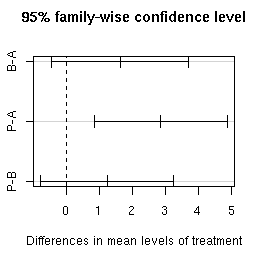 95% family-wise confidence level
B-A
P-A
P-B
0 1 2 3 4 5
Differences in mean levels of treatment